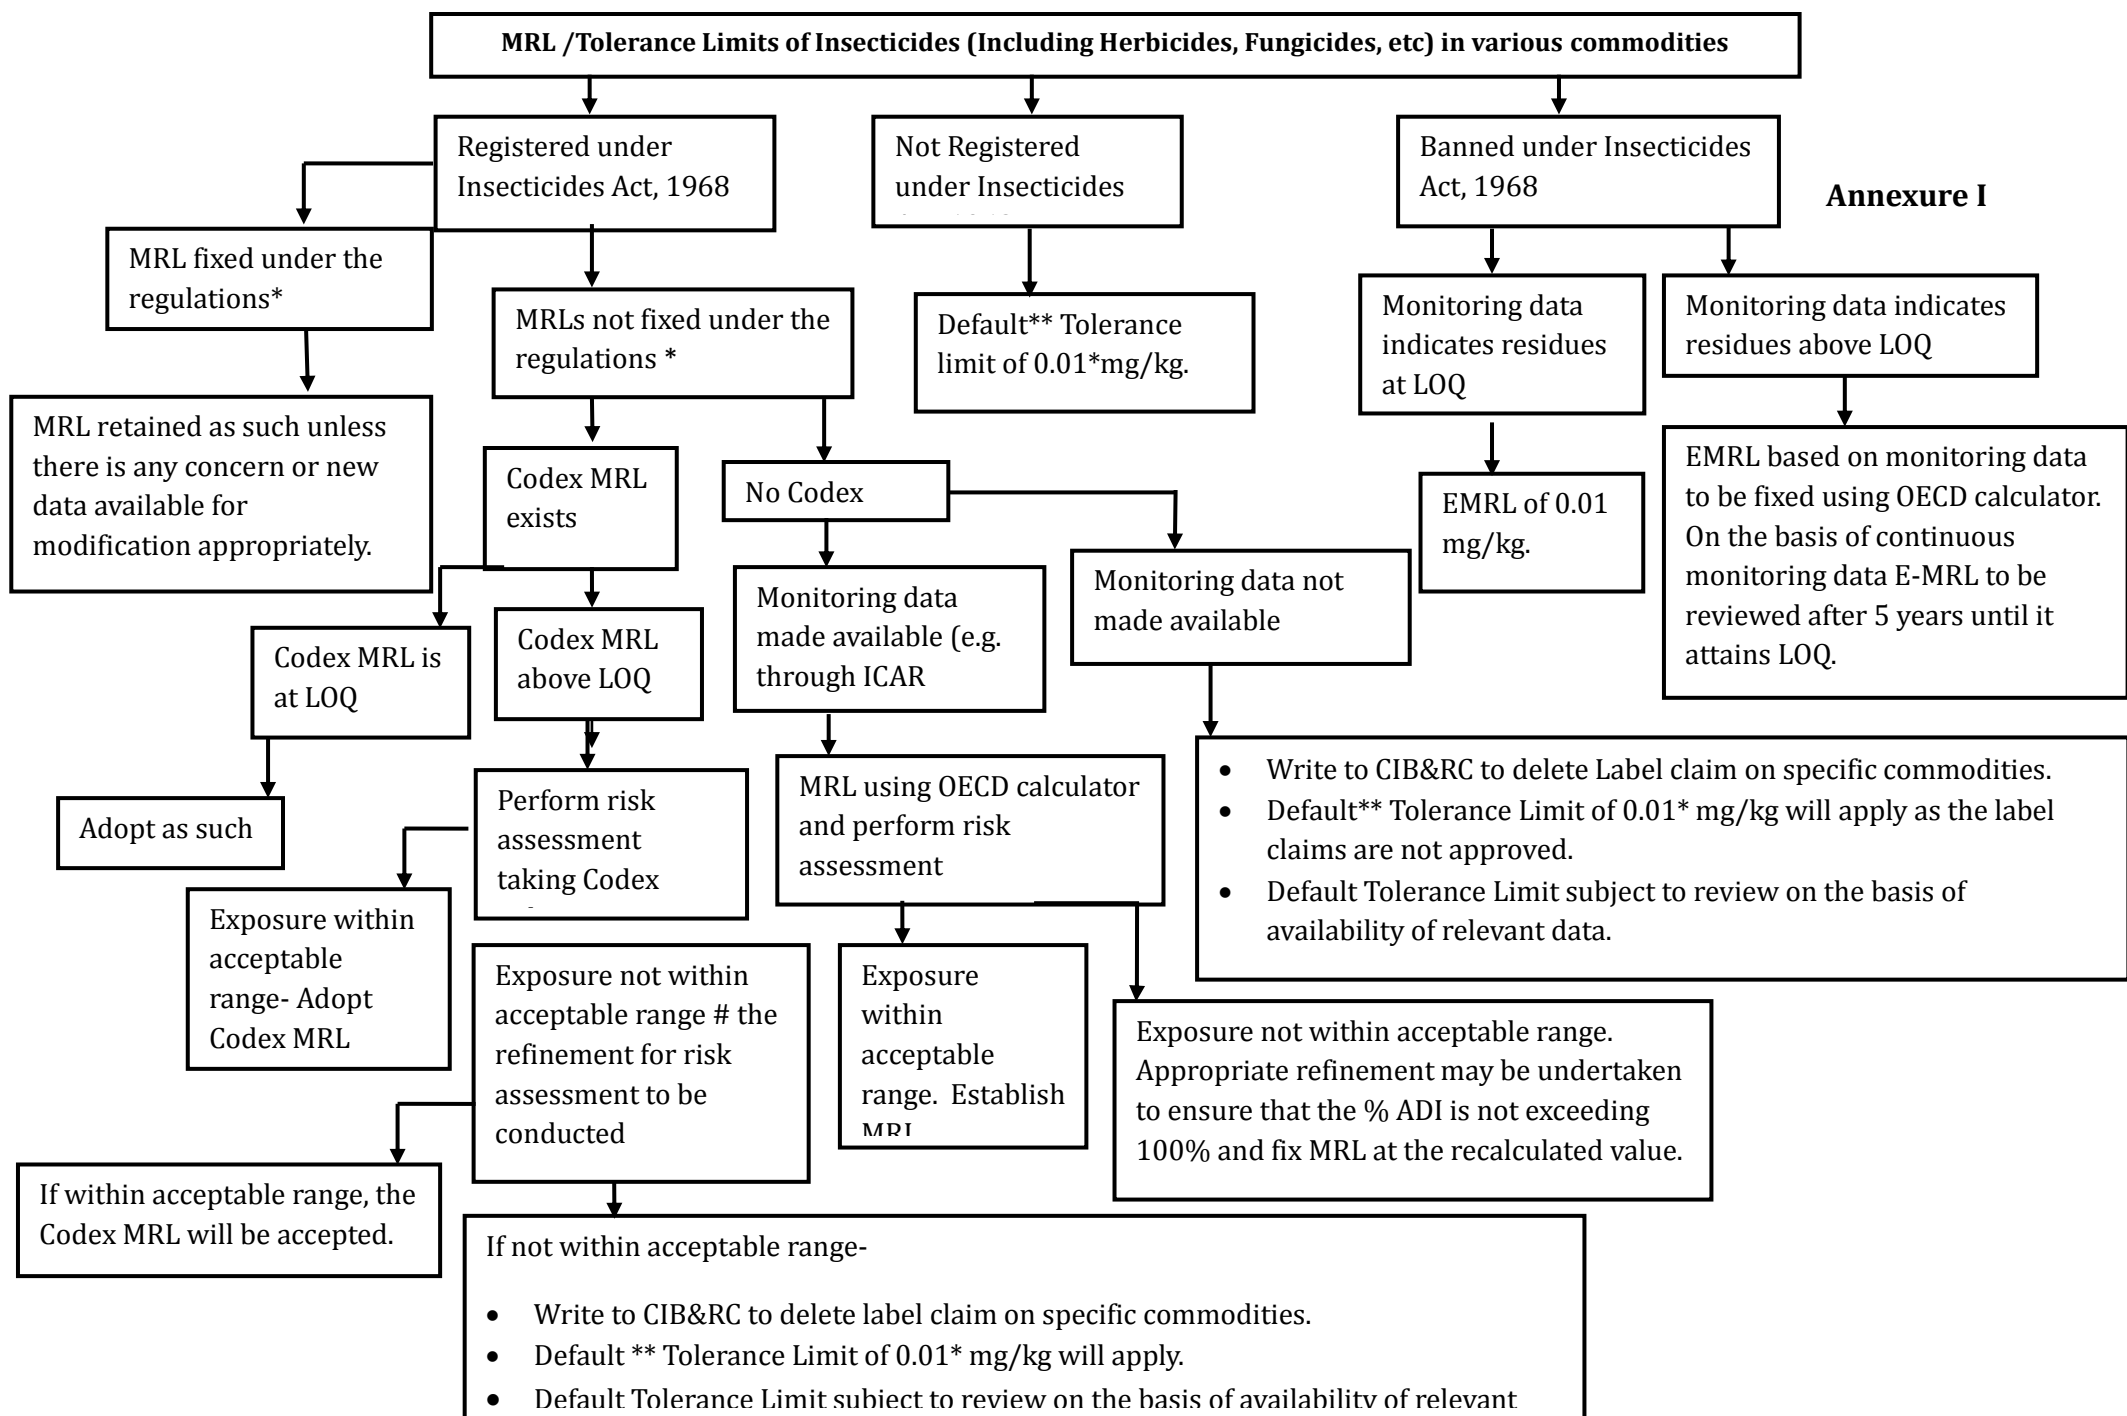 MRL /Tolerance Limits of Insecticides (Including Herbicides, Fungicides, etc) in various commodities
Registered under
Insecticides Act, 1968
Not Registered
under Insecticides
Banned under Insecticides
Act, 1968
Annexure I
MRL fixed under the
regulations*
MRLs not fixed under the
regulations *
Default** Tolerance
limit of 0.01*mg/kg.
Monitoring data
indicates residues
at LOQ
Monitoring data indicates
residues above LOQ
MRL retained as such unless
there is any concern or new
data available for
modification appropriately.
Codex MRL
exists
No Codex
EMRL of 0.01
mg/kg.
EMRL based on monitoring data
to be fixed using OECD calculator.
On the basis of continuous
monitoring data E-MRL to be
reviewed after 5 years until it
attains LOQ.
Codex MRL is
at LOQ
Codex MRL
above LOQ
Monitoring data
made available (e.g.
through ICAR
Monitoring data not
made available
Adopt as such
Perform risk
assessment
taking Codex
MRL using OECD calculator
and perform risk
assessment
• Write to CIB&RC to delete Label claim on specific commodities.
• Default** Tolerance Limit of 0.01* mg/kg will apply as the label
claims are not approved.
• Default Tolerance Limit subject to review on the basis of
availability of relevant data.
Exposure within
acceptable
range- Adopt
Codex MRL
Exposure not within
acceptable range # the
refinement for risk
assessment to be
conducted
Exposure
within
acceptable
range. Establish
MRL
Exposure not within acceptable range.
Appropriate refinement may be undertaken
to ensure that the % ADI is not exceeding
100% and fix MRL at the recalculated value.
If within acceptable range, the
Codex MRL will be accepted.
If not within acceptable range-
• Write to CIB&RC to delete label claim on specific commodities.
• Default ** Tolerance Limit of 0.01* mg/kg will apply.
• Default Tolerance Limit subject to review on the basis of availability of relevant